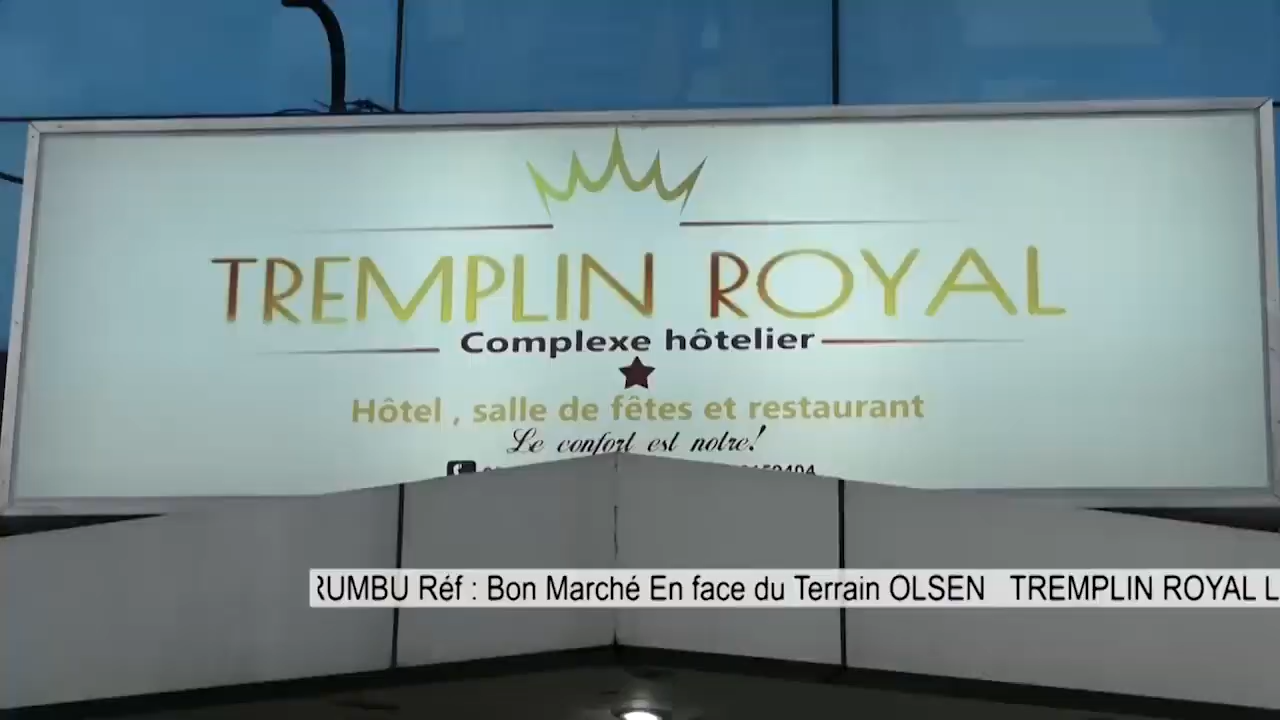 TREMPLIN ROYAL
Complexe hôtelier
Hôtel , salle de fêtes et restaurant
Le confort est notre!
RUMBU Réf : Bon Marché En face du Terrain OLSEN TREMPLIN ROYAL L